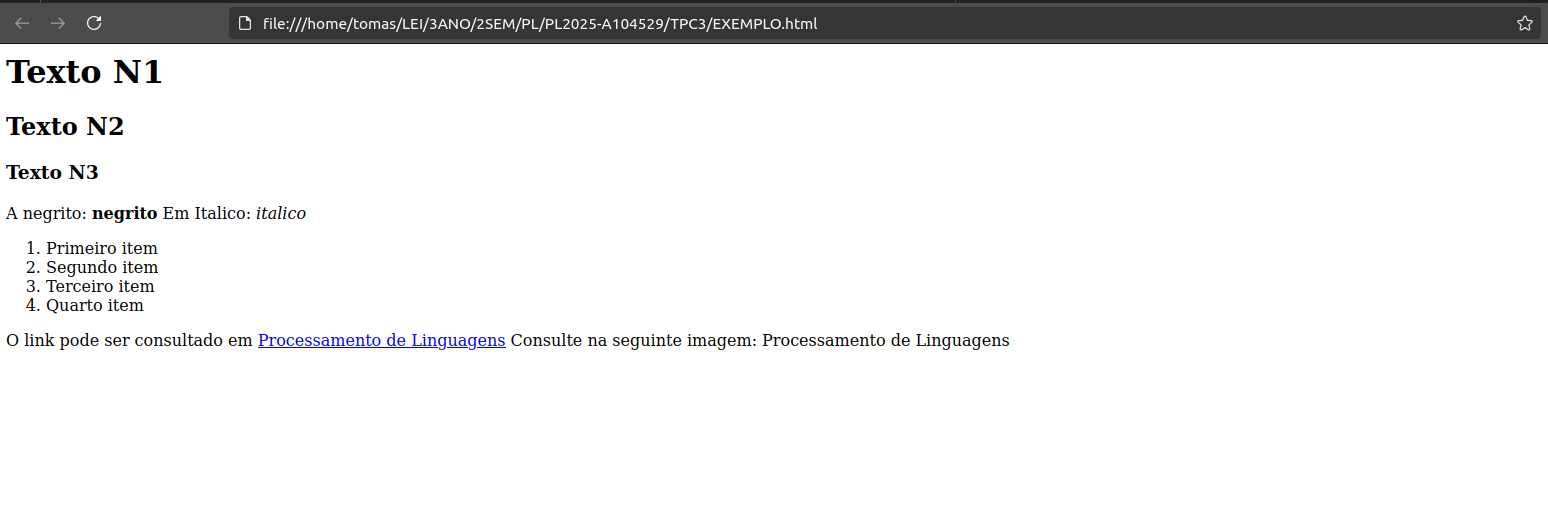 file:///home/tomas/LEI/3ANO/2SEM/PL/PL2025-A104529/TPC3/EXEMPLO.html
Texto N1
Texto N2
Texto N3
A negrito: negrito Em Italico: italico
1. Primeiro item
2. Segundo item
3. Terceiro item
4. Quarto item
O link pode ser consultado em Processamento de Linguagens Consulte na seguinte imagem: Processamento de Linguagens